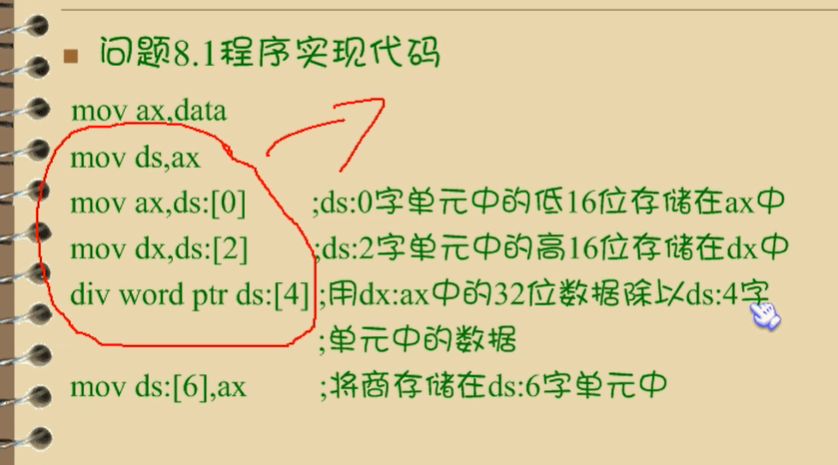 问题8.1程序实现代码
mov ax,data
mov ds,ax
mov ax,ds:[0] ;ds:0字单元中的低16位存储在ax中
mov dx,ds:[2] ;ds:2字单元中的高16位存储在dx中
div word ptr ds:[4] ;用dx:ax中的32位数据除以ds:4字
;单元中的数据
mov ds:[6],ax ;将商存储在ds:6字单元中